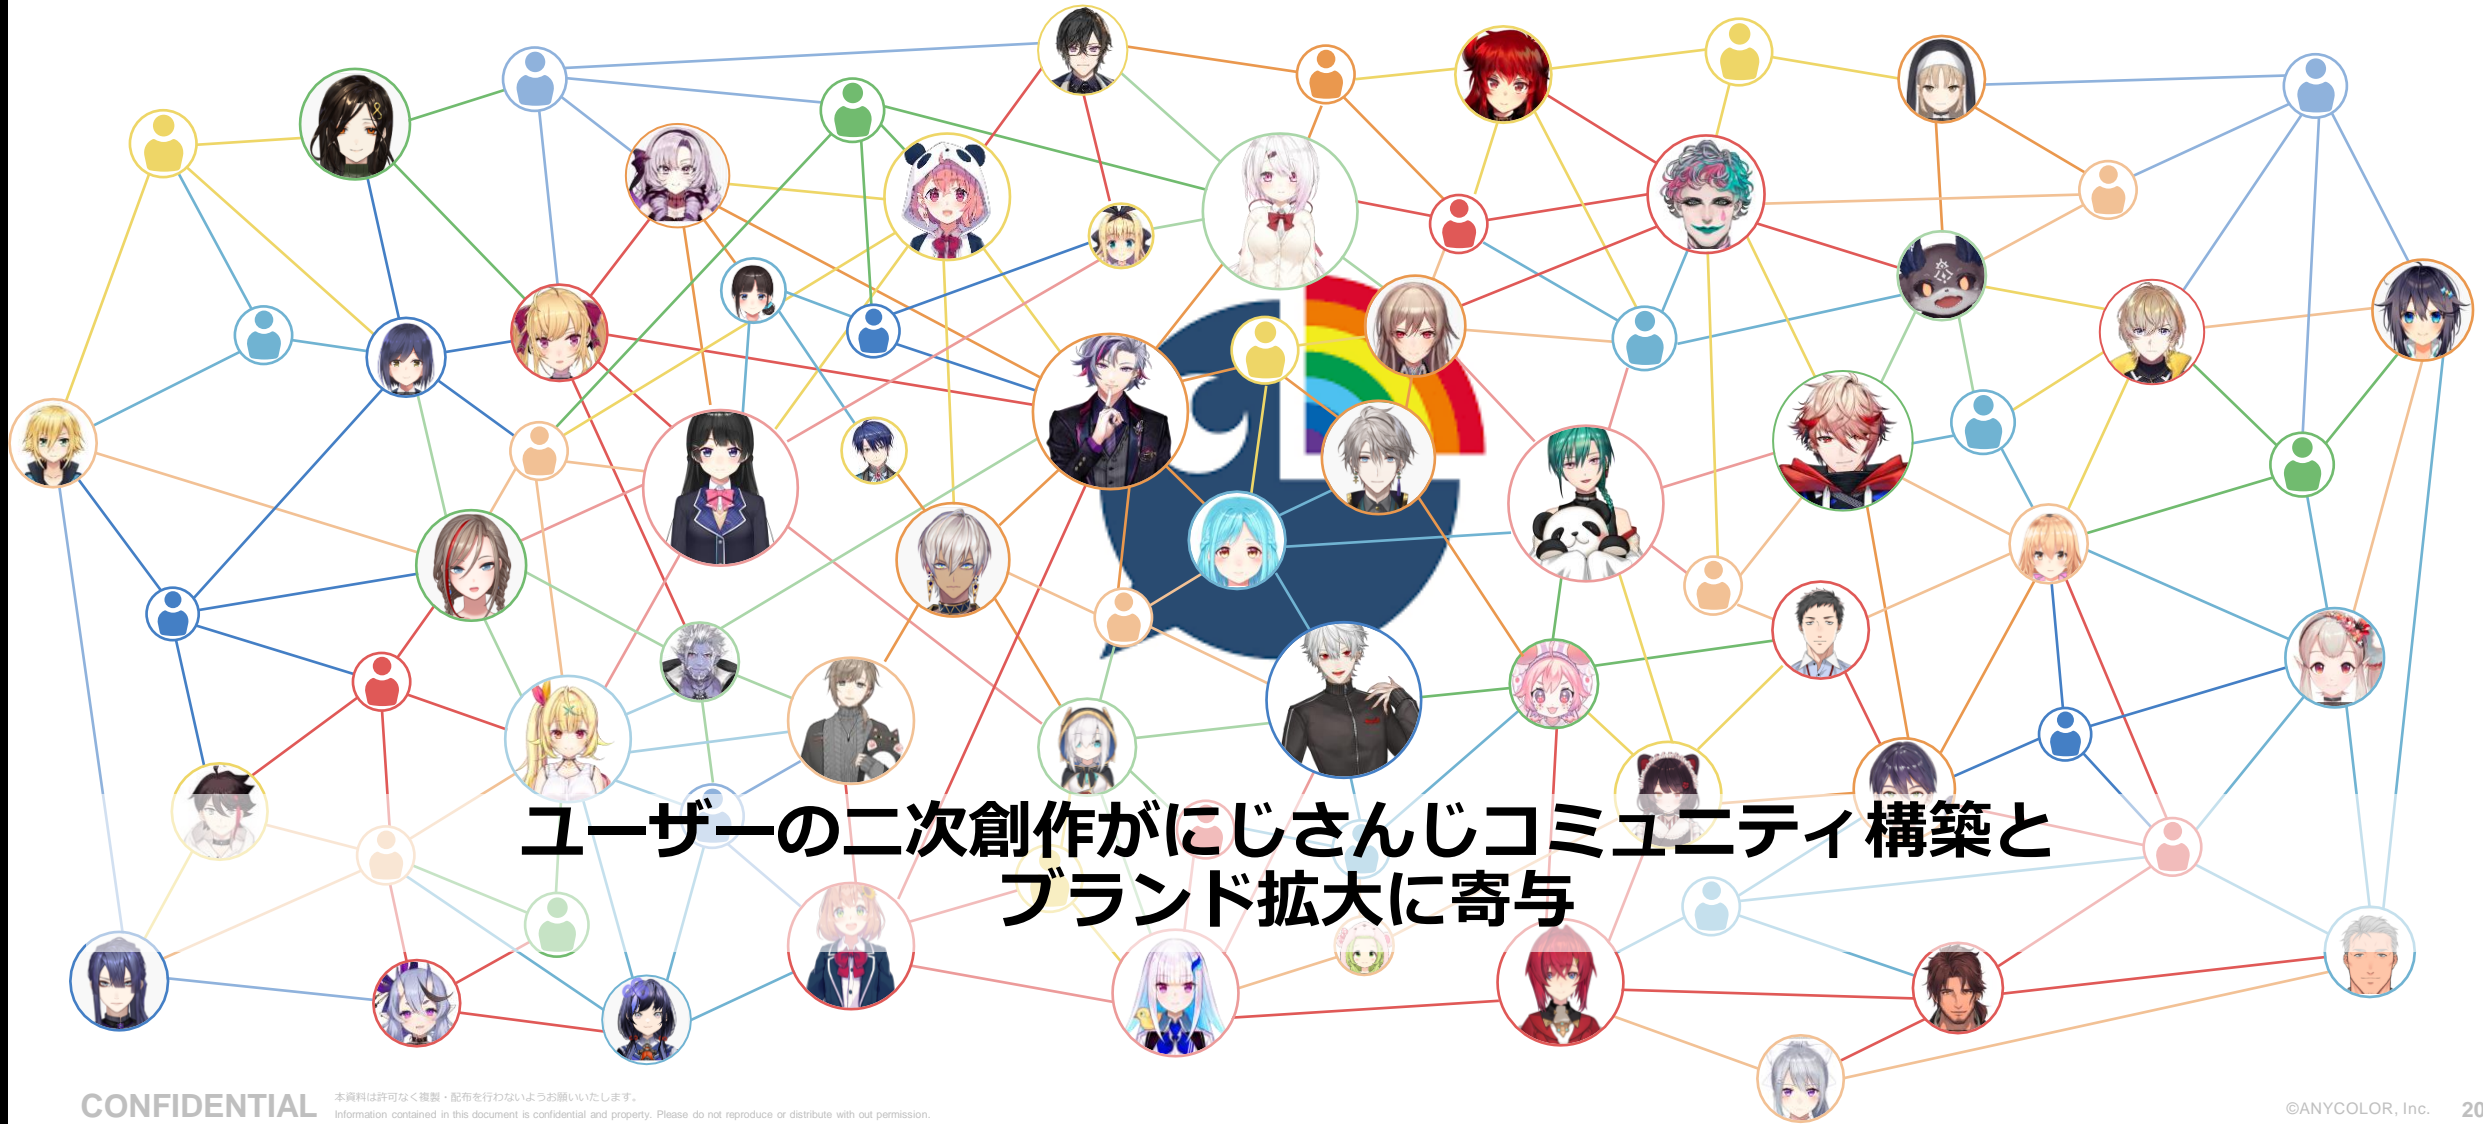 ユーザーの二次創作がにじさんじコミュニティ構築と
ブランド拡大に寄与
CONFIDENTIAL
本資料は許可なく複製・配布を行わないようお願いいたします。
Information contained in this document is confidential and property. Please do not reproduce or distribute with out permission.
©ANYCOLOR, Inc. 20